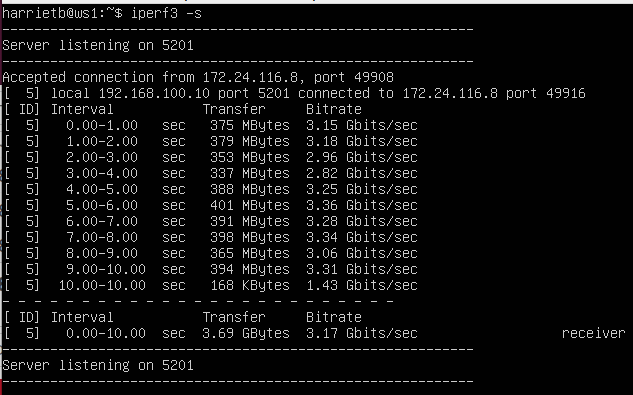 harrietb@ws1:~$ iperf3 -s
-----------------------------------------------------------
Server listening on 5201
-----------------------------------------------------------
Accepted connection from 172.24.116.8, port 49908
[  5] local 192.168.100.10 port 5201 connected to 172.24.116.8 port 49916
[ ID] Interval           Transfer     Bitrate
[  5]   0.00-1.00   sec   375 MBytes  3.15 Gbits/sec
[  5]   1.00-2.00   sec   379 MBytes  3.18 Gbits/sec
[  5]   2.00-3.00   sec   353 MBytes  2.96 Gbits/sec
[  5]   3.00-4.00   sec   337 MBytes  2.82 Gbits/sec
[  5]   4.00-5.00   sec   388 MBytes  3.25 Gbits/sec
[  5]   5.00-6.00   sec   401 MBytes  3.36 Gbits/sec
[  5]   6.00-7.00   sec   391 MBytes  3.28 Gbits/sec
[  5]   7.00-8.00   sec   398 MBytes  3.34 Gbits/sec
[  5]   8.00-9.00   sec   365 MBytes  3.06 Gbits/sec
[  5]   9.00-10.00  sec   394 MBytes  3.31 Gbits/sec
[  5]  10.00-10.00  sec   168 KBytes  1.43 Gbits/sec
- - - - - - - - - - - - - - - - - - - - - - - - -
[ ID] Interval           Transfer     Bitrate
[  5]   0.00-10.00  sec  3.69 GBytes  3.17 Gbits/sec                  receiver
-----------------------------------------------------------
Server listening on 5201
-----------------------------------------------------------